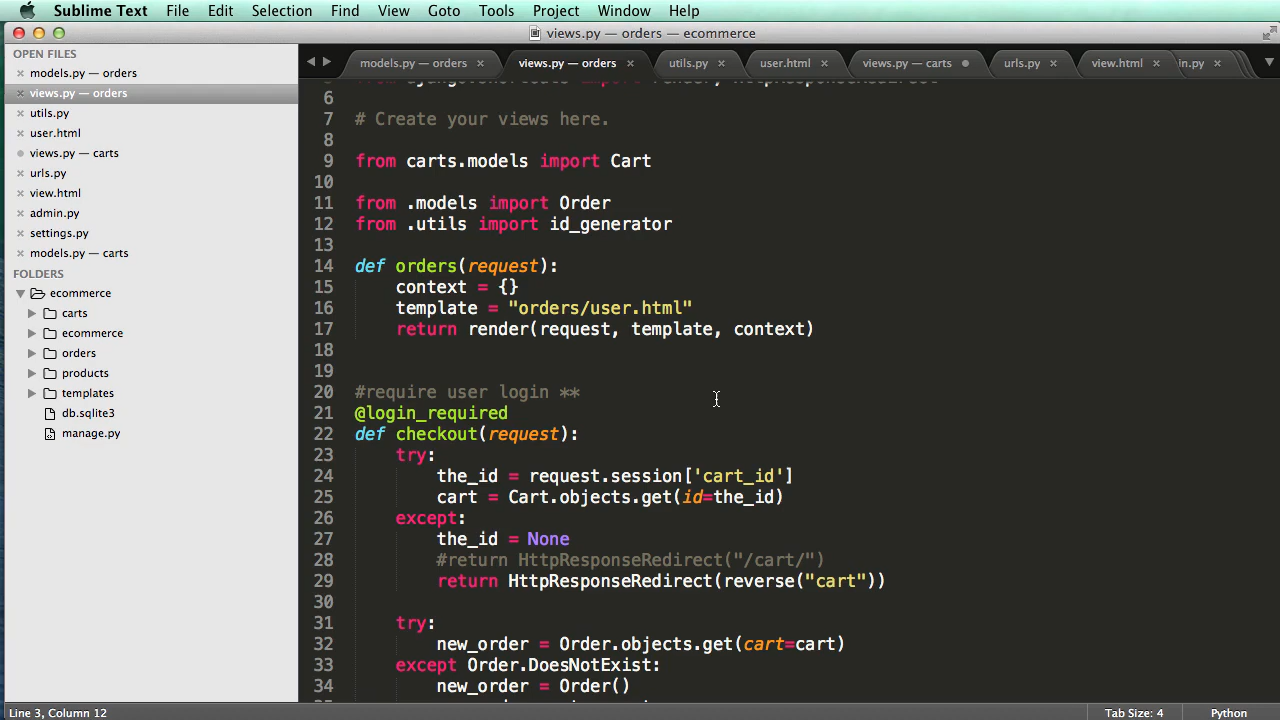 Sublime Text File Edit Selection Find View Goto Tools Project Window Help
views.py — orders — ecommerce
OPEN FILES
models.py — orders
views.py — orders
utils.py
user.html
views.py — carts
urls.py
view.html
admin.py
settings.py
models.py — carts
FOLDERS
ecommerce
carts
ecommerce
orders
products
templates
db.sqlite3
manage.py
models.py — orders views.py — orders utils.py user.html views.py — carts urls.py view.html in.py
6
7 # Create your views here.
8
9 from carts.models import Cart
10
11 from .models import Order
12 from .utils import id_generator
13
14 def orders(request):
15 context = {}
16 template = "orders/user.html"
17 return render(request, template, context)
18
19
20 #require user login **
21 @login_required
22 def checkout(request):
23 try:
24 the_id = request.session['cart_id']
25 cart = Cart.objects.get(id=the_id)
26 except:
27 the_id = None
28 #return HttpResponseRedirect("/cart/")
29 return HttpResponseRedirect(reverse("cart"))
30
31 try:
32 new_order = Order.objects.get(cart=cart)
33 except Order.DoesNotExist:
34 new_order = Order()
Line 3, Column 12 Tab Size: 4 Python